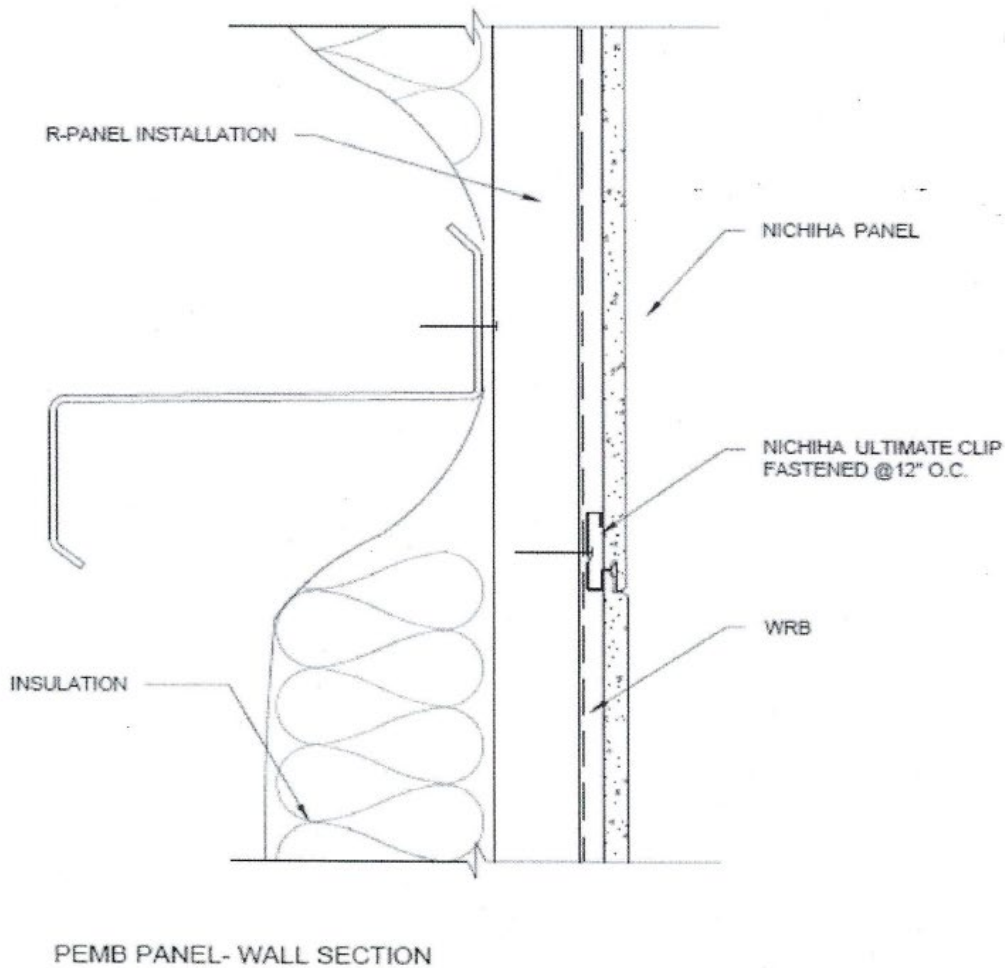 R-PANEL INSTALLATION
NICHIHA PANEL
NICHIHA ULTIMATE CLIP
FASTENED @12" O.C.
WRB
INSULATION
PEMB PANEL- WALL SECTION